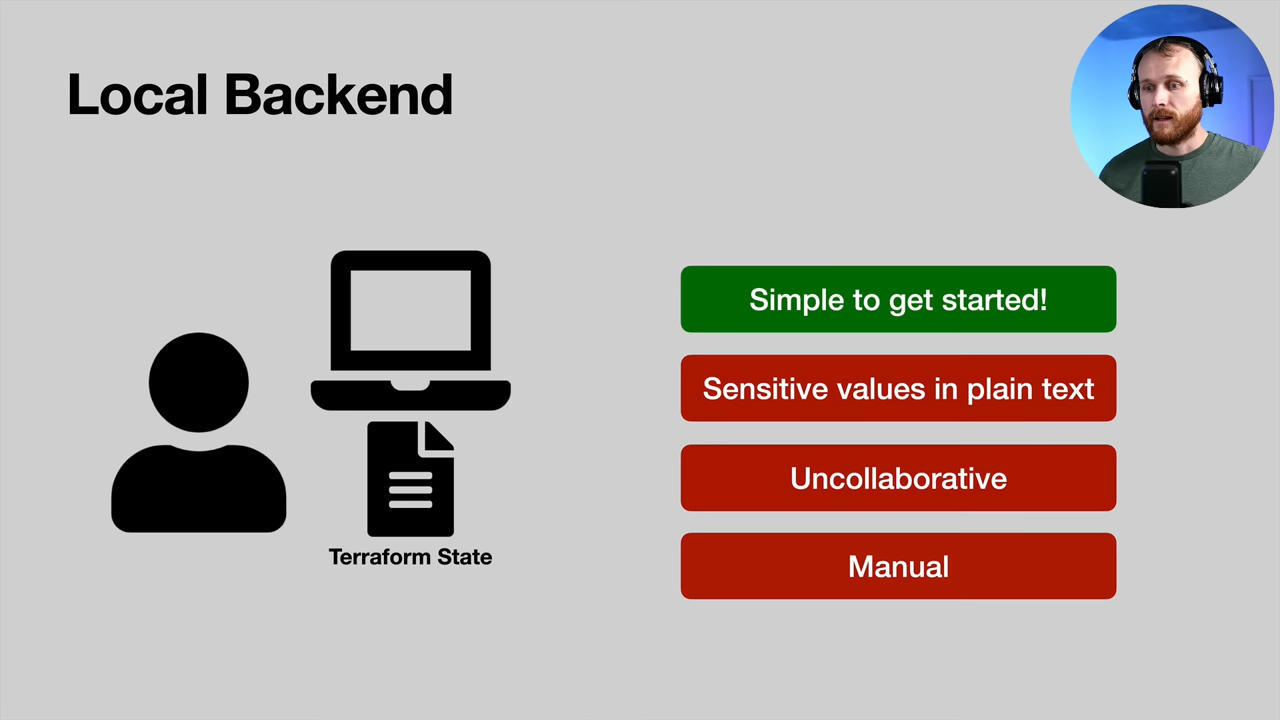 Local Backend
Simple to get started!
Sensitive values in plain text
Uncollaborative
Manual
Terraform State